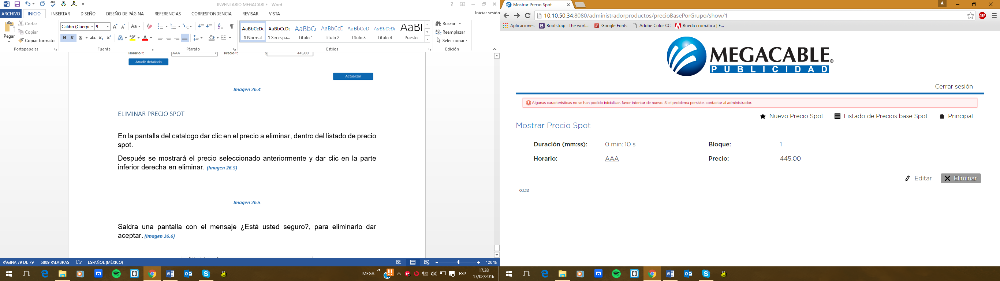 INVENTARIO MEGACABLE - Word
ARCHIVO INICIO INSERTAR DISEÑO DISEÑO DE PÁGINA REFERENCIAS CORRESPONDENCIA REVISAR VISTA Iniciar sesión
Pegar
Cortar
Copiar
Copiar formato
Portapapeles
Calibri (Cuerpo 9
N K S abc x₂ x²
Fuente
Párrafo
AaBbCcDc AaBbCcDc AaBbCc AaBbCcE AaBbCcD AaBbCcDc AaBl
¶ Normal ¶ Sin espa... Título 1 Título 2 Título 3 Título 4 Puesto
Estilos
Buscar
Reemplazar
Seleccionar
Edición
Horario *: AAA Precio *: $ 445.00
Añadir detallado
Actualizar
Imagen 26.4
ELIMINAR PRECIO SPOT
En la pantalla del catalogo dar clic en el precio a eliminar, dentro del listado de precio
spot.
Después se mostrará el precio seleccionado anteriormente y dar clic en la parte
inferior derecha en eliminar. (Imagen 26.5)
Imagen 26.5
Saldra una pantalla con el mensaje ¿Está usted seguro?, para eliminarlo dar
aceptar. (Imagen 26.6)
PÁGINA 79 DE 79 5809 PALABRAS ESPAÑOL (MÉXICO) 120 %
MEGA ESP 17:38
17/02/2016
Mostrar Precio Spot
10.10.50.34:8080/administradorproductos/precioBasePorGrupo/show/1
ABP
Aplicaciones Bootstrap · The worl... Google Fonts Adobe Color CC Rueda cromática | E...
MEGACABLE®
PUBLICIDAD
Cerrar sesión
Algunas características no se han podido inicializar, favor intentar de nuevo. Si el problema persiste, contactar al administrador.
Nuevo Precio Spot Listado de Precios base Spot Principal
Mostrar Precio Spot
Duración (mm:ss): 0 min: 10 s Bloque: 1
Horario: AAA Precio: 445.00
Editar Eliminar
0.1.23